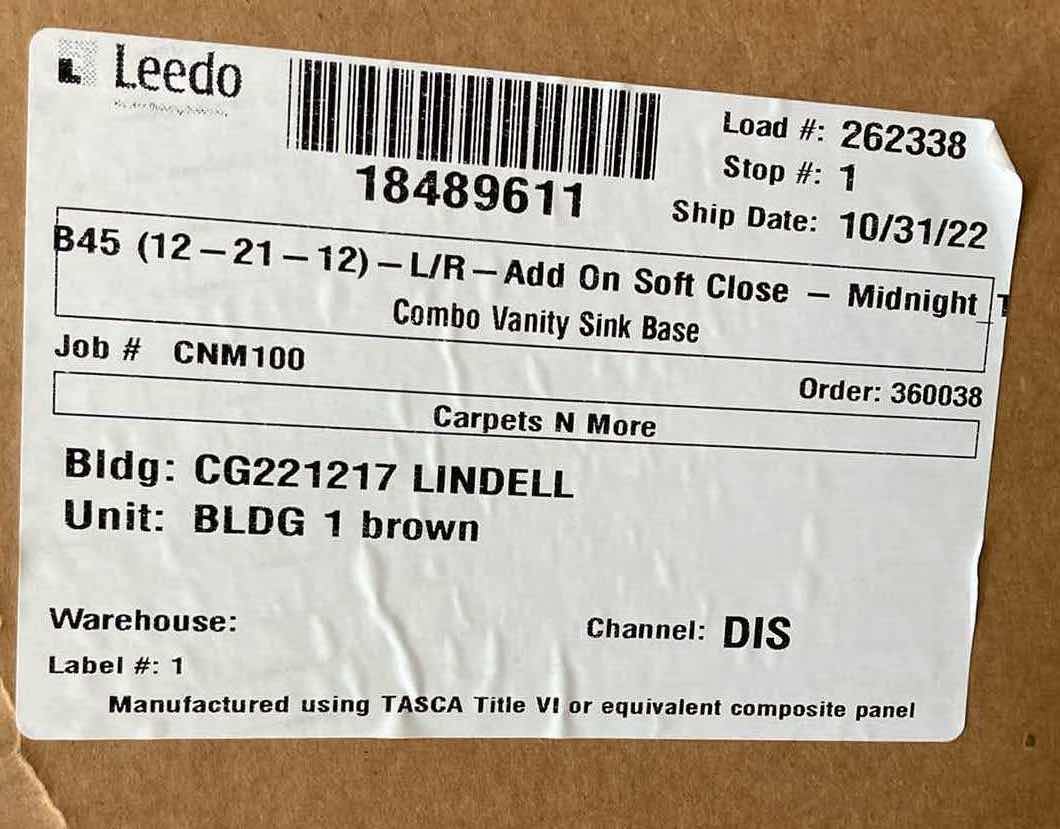 Leedo
18489611
Load #: 262338
Stop #: 1
Ship Date: 10/31/22
B45 (12-21-12) - L/R - Add On Soft Close - Midnight T
Combo Vanity Sink Base
Job # CNM100
Order: 360038
Carpets N More
Bldg: CG221217 LINDELL
Unit: BLDG 1 brown
Warehouse:
Channel: DIS
Label #: 1
Manufactured using TASCA Title VI or equivalent composite panel